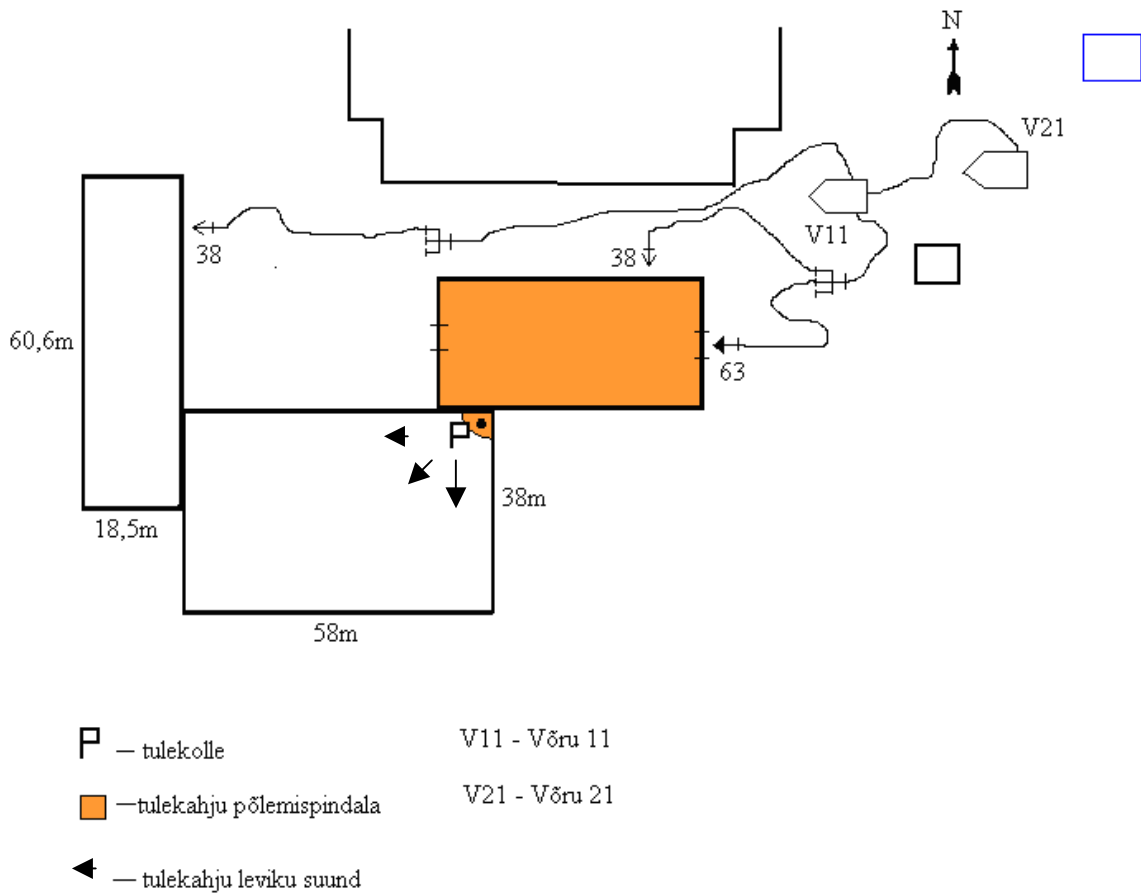 N
V21
V11
38
38
60,6m
63
38m
18,5m
58m
— tulekolle
V11 - Võru 11
—tulekahju põlemispindala
V21 - Võru 21
— tulekahju leviku suund